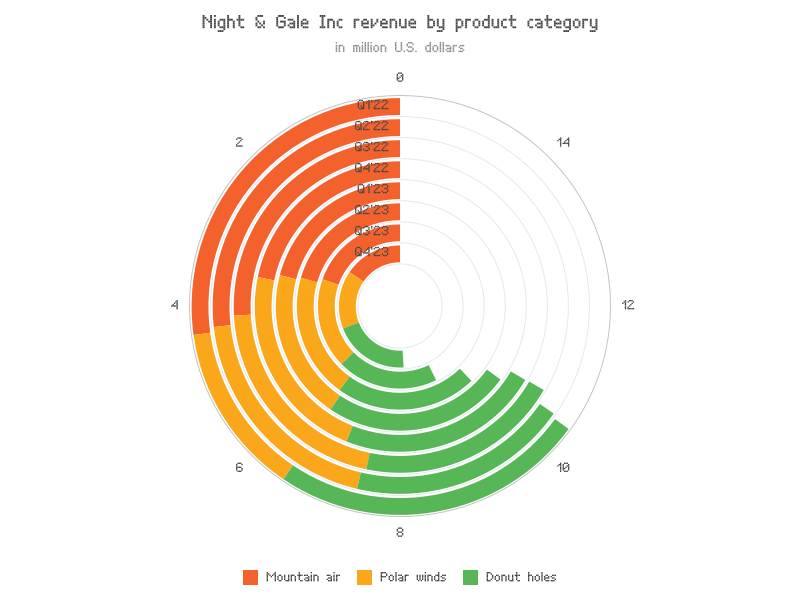 Night & Gale Inc revenue by product category
in million U.S. dollars
0
2
14
4
12
6
10
8
Q1'22
Q2'22
Q3'22
Q4'22
Q1'23
Q2'23
Q3'23
Q4'23
Mountain air
Polar winds
Donut holes